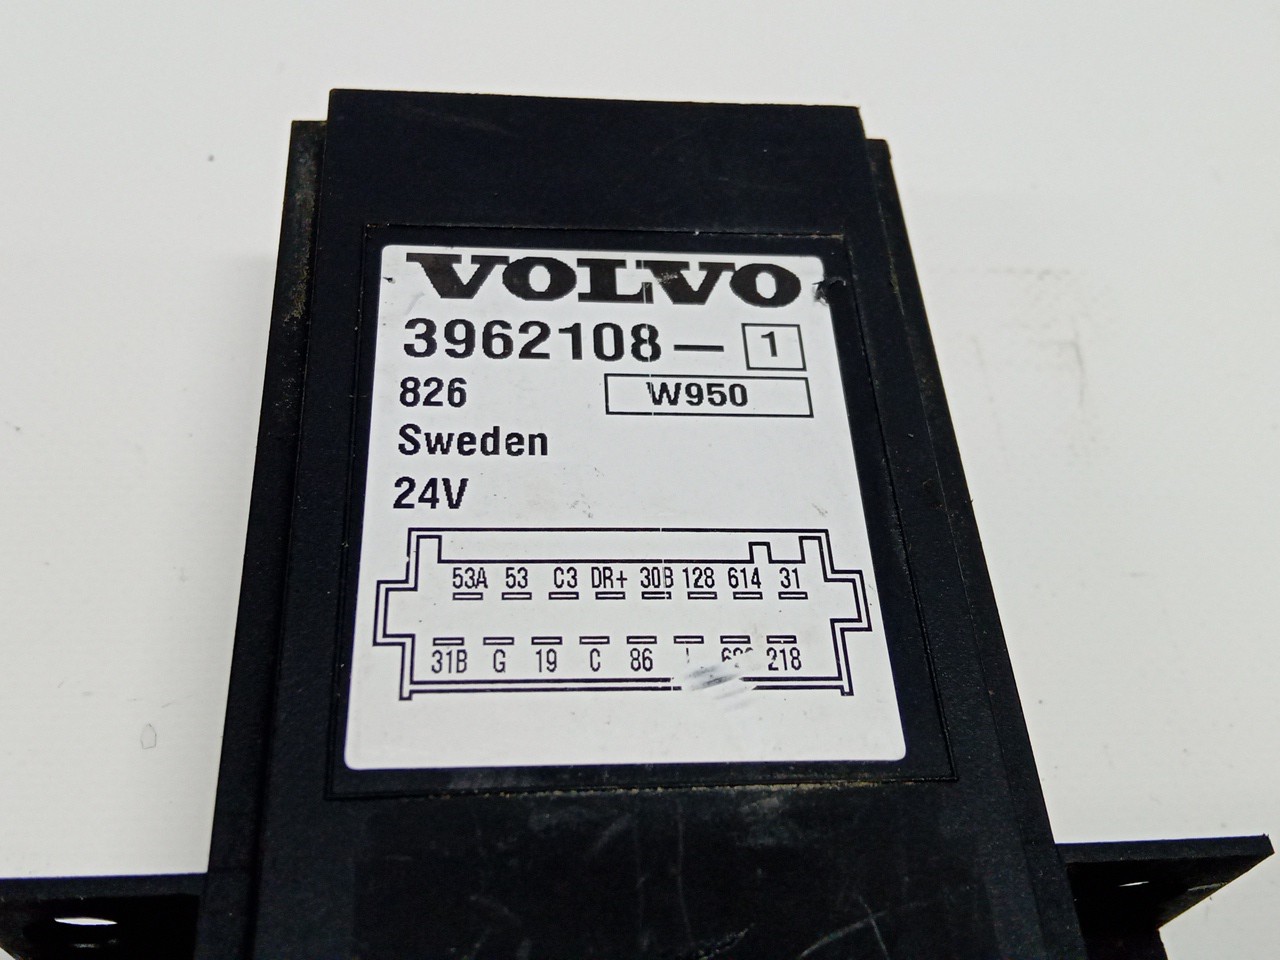 VOLVO
3962108- 1
826 W950
Sweden
24V
53A 53 C3 DR+ 30B 128 614 31
31B G 19 C 86 218